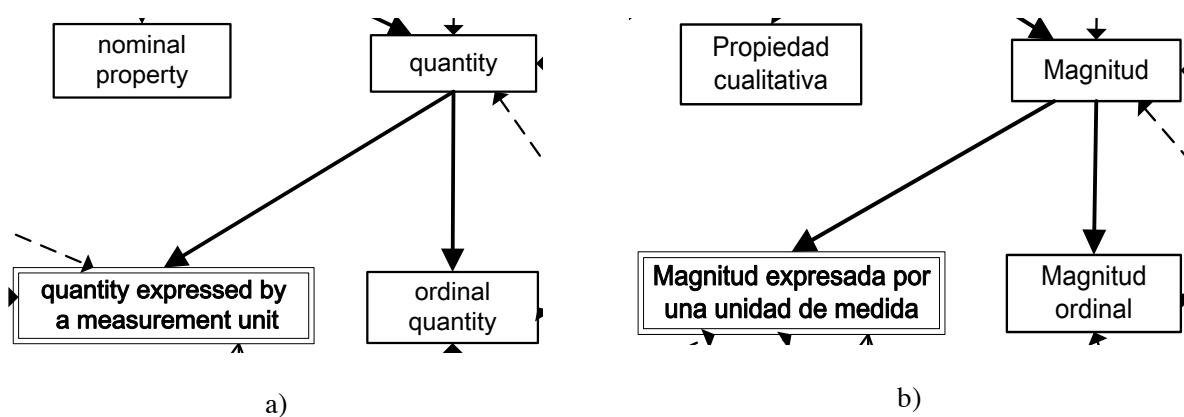 nominal
property
quantity
quantity expressed by
a measurement unit
ordinal
quantity
a)
Propiedad
cualitativa
Magnitud
Magnitud expresada por
una unidad de medida
Magnitud
ordinal
b)